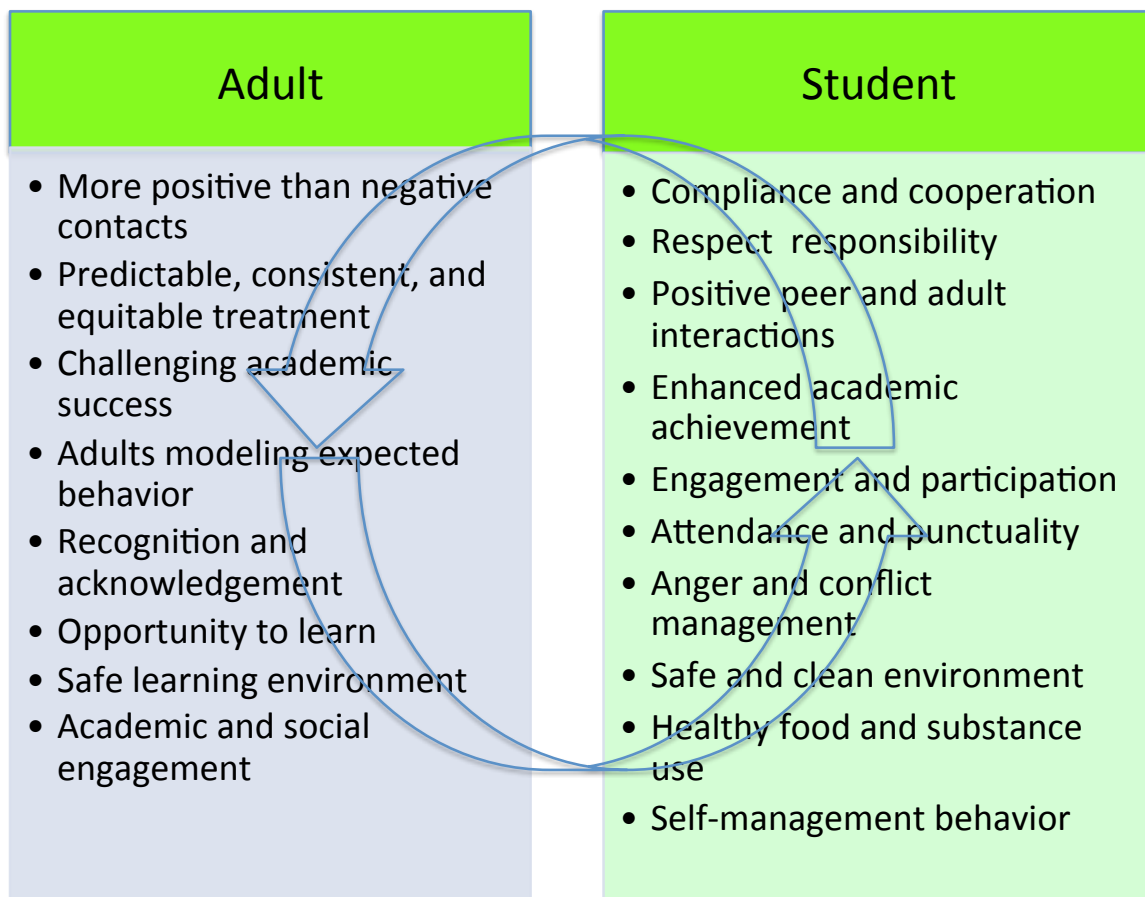 Adult
• More positive than negative
contacts
• Predictable, consistent, and
equitable treatment
• Challenging academic
success
• Adults modeling expected
behavior
• Recognition and
acknowledgement
• Opportunity to learn
• Safe learning environment
• Academic and social
engagement
Student
• Compliance and cooperation
• Respect  responsibility
• Positive peer and adult
interactions
• Enhanced academic
achievement
• Engagement and participation
• Attendance and punctuality
• Anger and conflict
management
• Safe and clean environment
• Healthy food and substance
use
• Self-management behavior